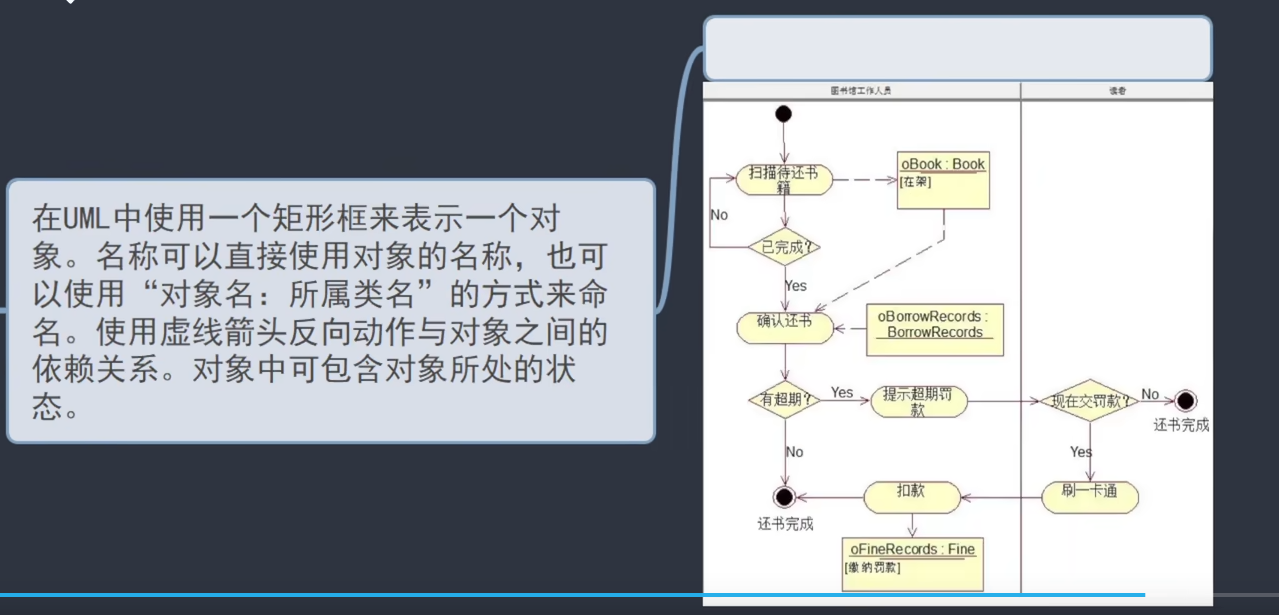 在UML中使用一个矩形框来表示一个对
象。名称可以直接使用对象的名称，也可
以使用“对象名：所属类名”的方式来命
名。使用虚线箭头反向动作与对象之间的
依赖关系。对象中可包含对象所处的状
态。
图书馆工作人员
读者
扫描待还书
籍
oBook : Book
[在架]
No
已完成?
Yes
确认还书
oBorrowRecords :
BorrowRecords
有超期?
Yes
提示超期罚
款
现在交罚款?
No
还书完成
No
Yes
还书完成
扣款
刷一卡通
oFineRecords : Fine
[缴纳罚款]